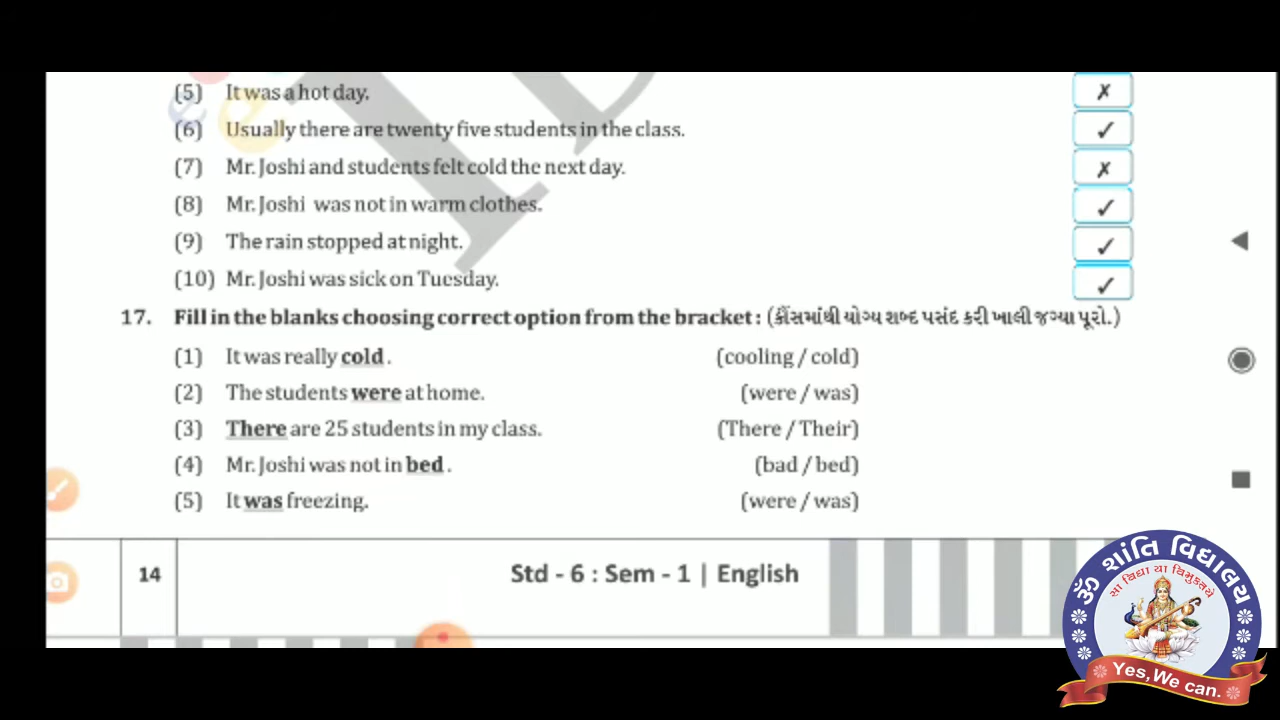 (5) It was a hot day. ✗
(6) Usually there are twenty five students in the class. ✓
(7) Mr. Joshi and students felt cold the next day. ✗
(8) Mr. Joshi was not in warm clothes. ✓
(9) The rain stopped at night. ✓
(10) Mr. Joshi was sick on Tuesday. ✓
17. Fill in the blanks choosing correct option from the bracket : (કૌંસમાંથી યોગ્ય શબ્દ પસંદ કરી ખાલી જગ્યા પૂરો.)
(1) It was really cold . (cooling / cold)
(2) The students were at home. (were / was)
(3) There are 25 students in my class. (There / Their)
(4) Mr. Joshi was not in bed . (bad / bed)
(5) It was freezing. (were / was)
14 Std - 6 : Sem - 1 | English
ૐ શાંતિ વિદ્યાલય
સા વિદ્યા યા વિમુક્તયે
Yes, We can.